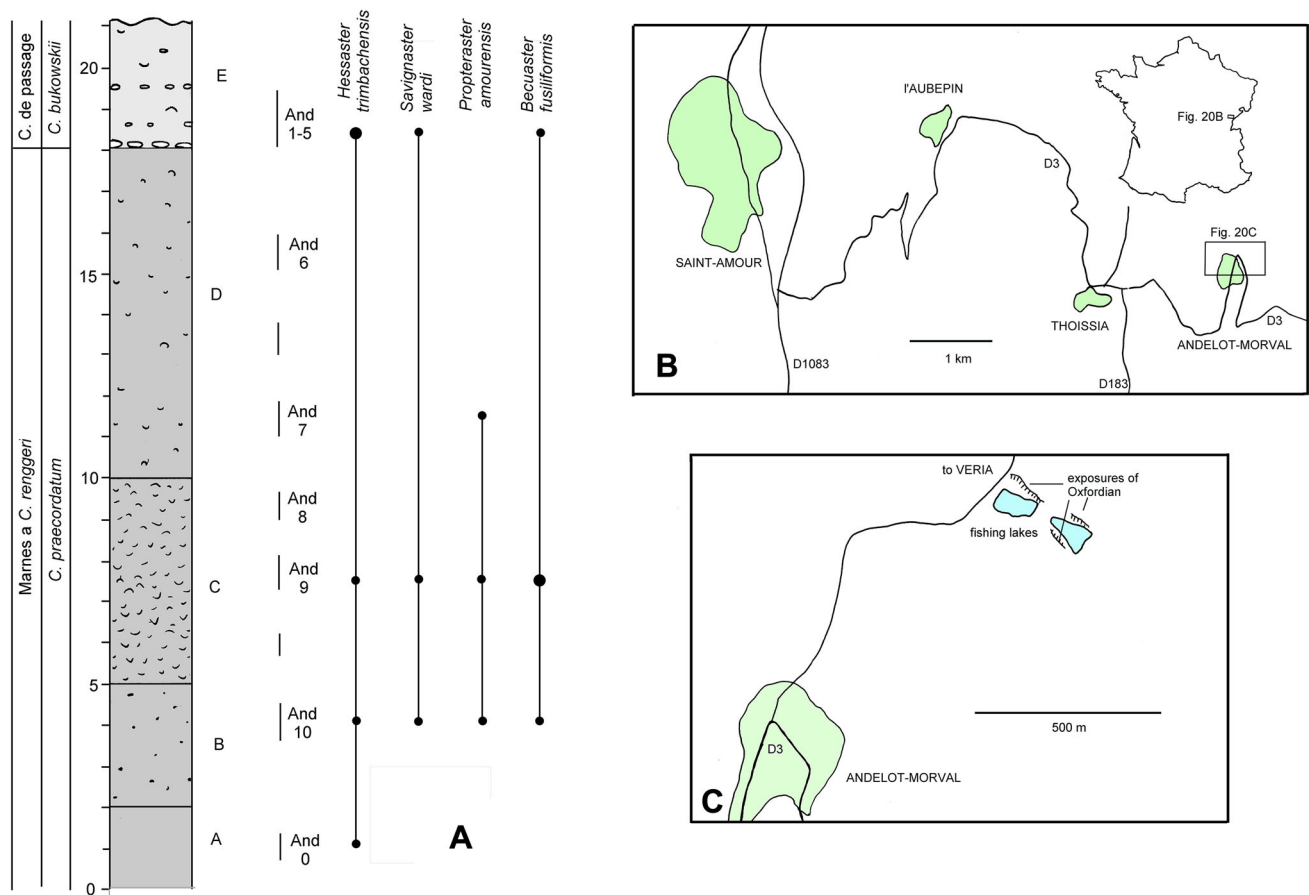 C. de passage
C. bukowskii
Marnes a C. renggeri
C. praecordatum
20
15
10
5
0
E
D
C
B
A
And
1-5
And
6
And
7
And
8
And
9
And
10
And
0
Hessaster
trimbachensis
Savignaster
wardi
Propteraster
amourensis
Becuaster
fusiliformis
A
l'AUBEPIN
Fig. 20B
D3
Fig. 20C
SAINT-AMOUR
THOISSIA
D3
ANDELOT-MORVAL
1 km
D1083
D183
B
to VERIA
exposures of
Oxfordian
fishing lakes
500 m
D3
ANDELOT-MORVAL
C